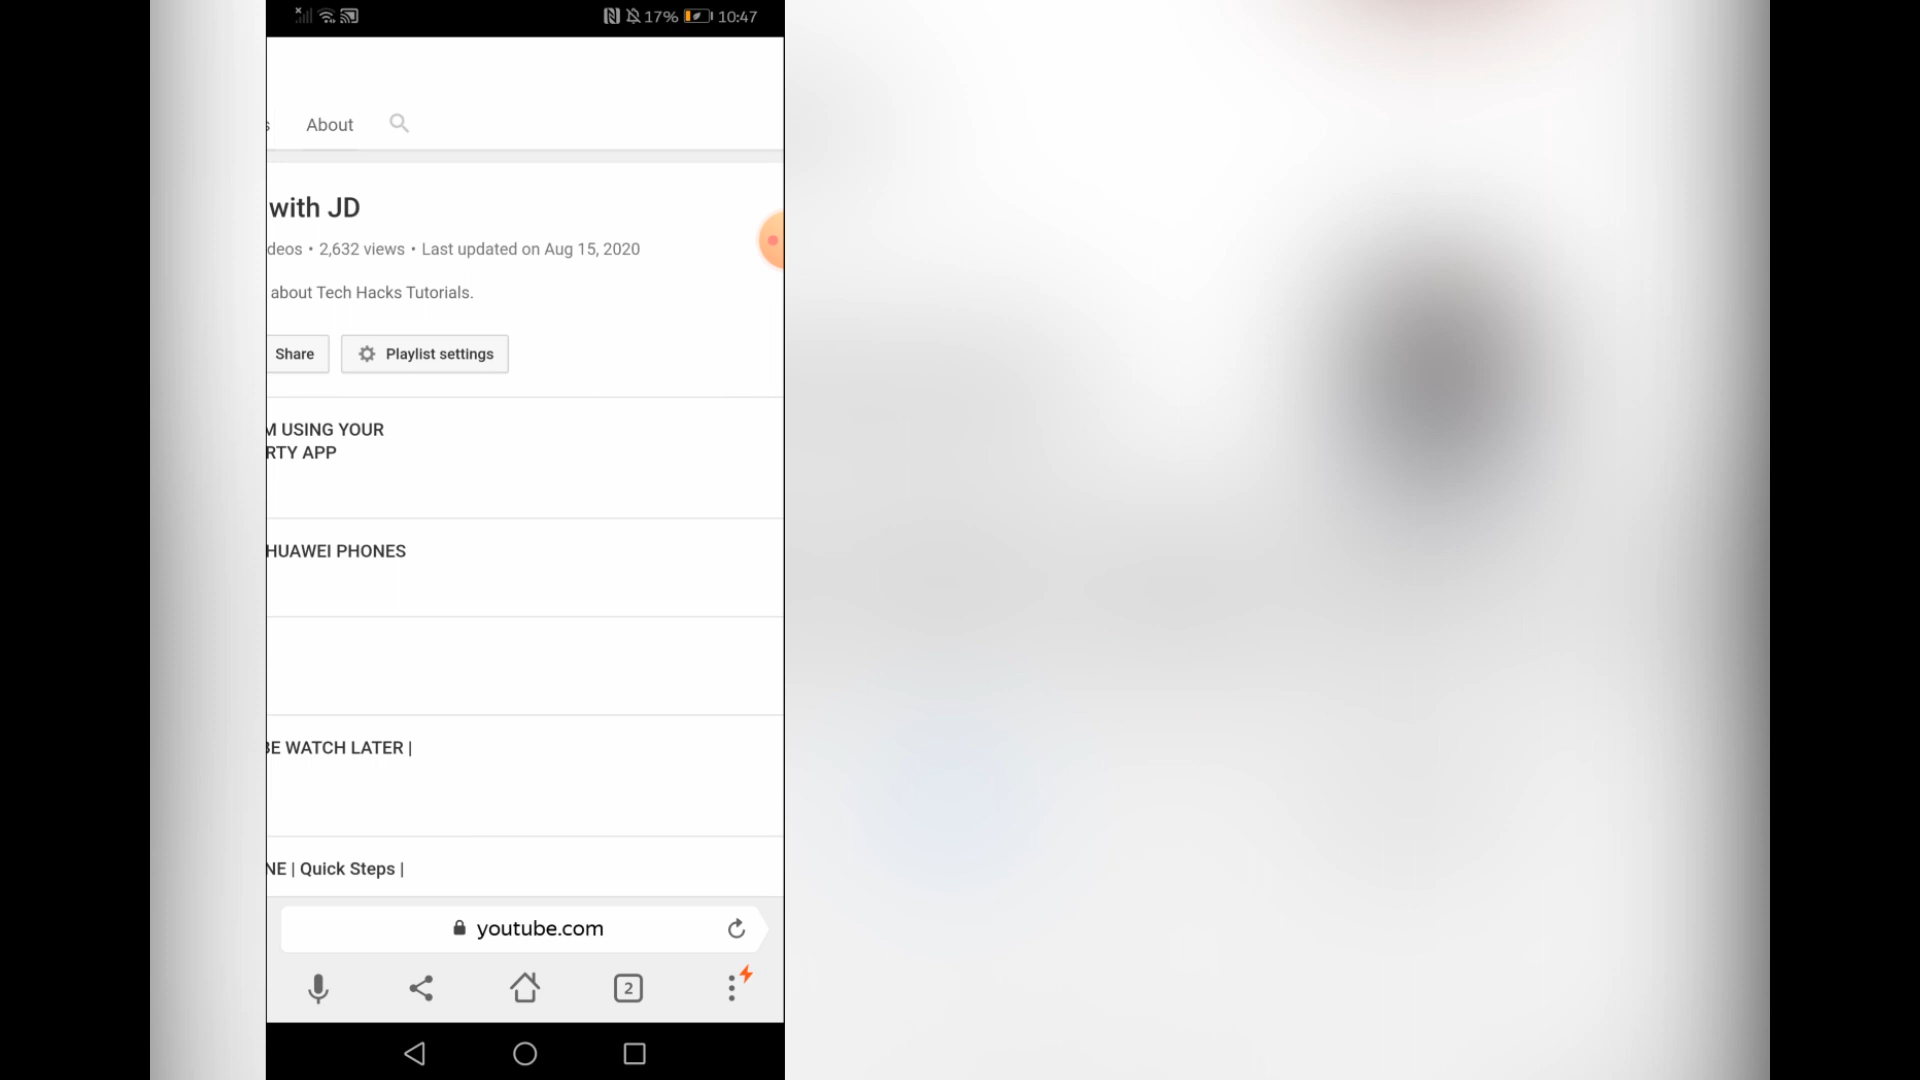 17% 10:47
s About
with JD
deos • 2,632 views • Last updated on Aug 15, 2020
about Tech Hacks Tutorials.
Share Playlist settings
M USING YOUR
RTY APP
HUAWEI PHONES
BE WATCH LATER |
NE | Quick Steps |
youtube.com
2